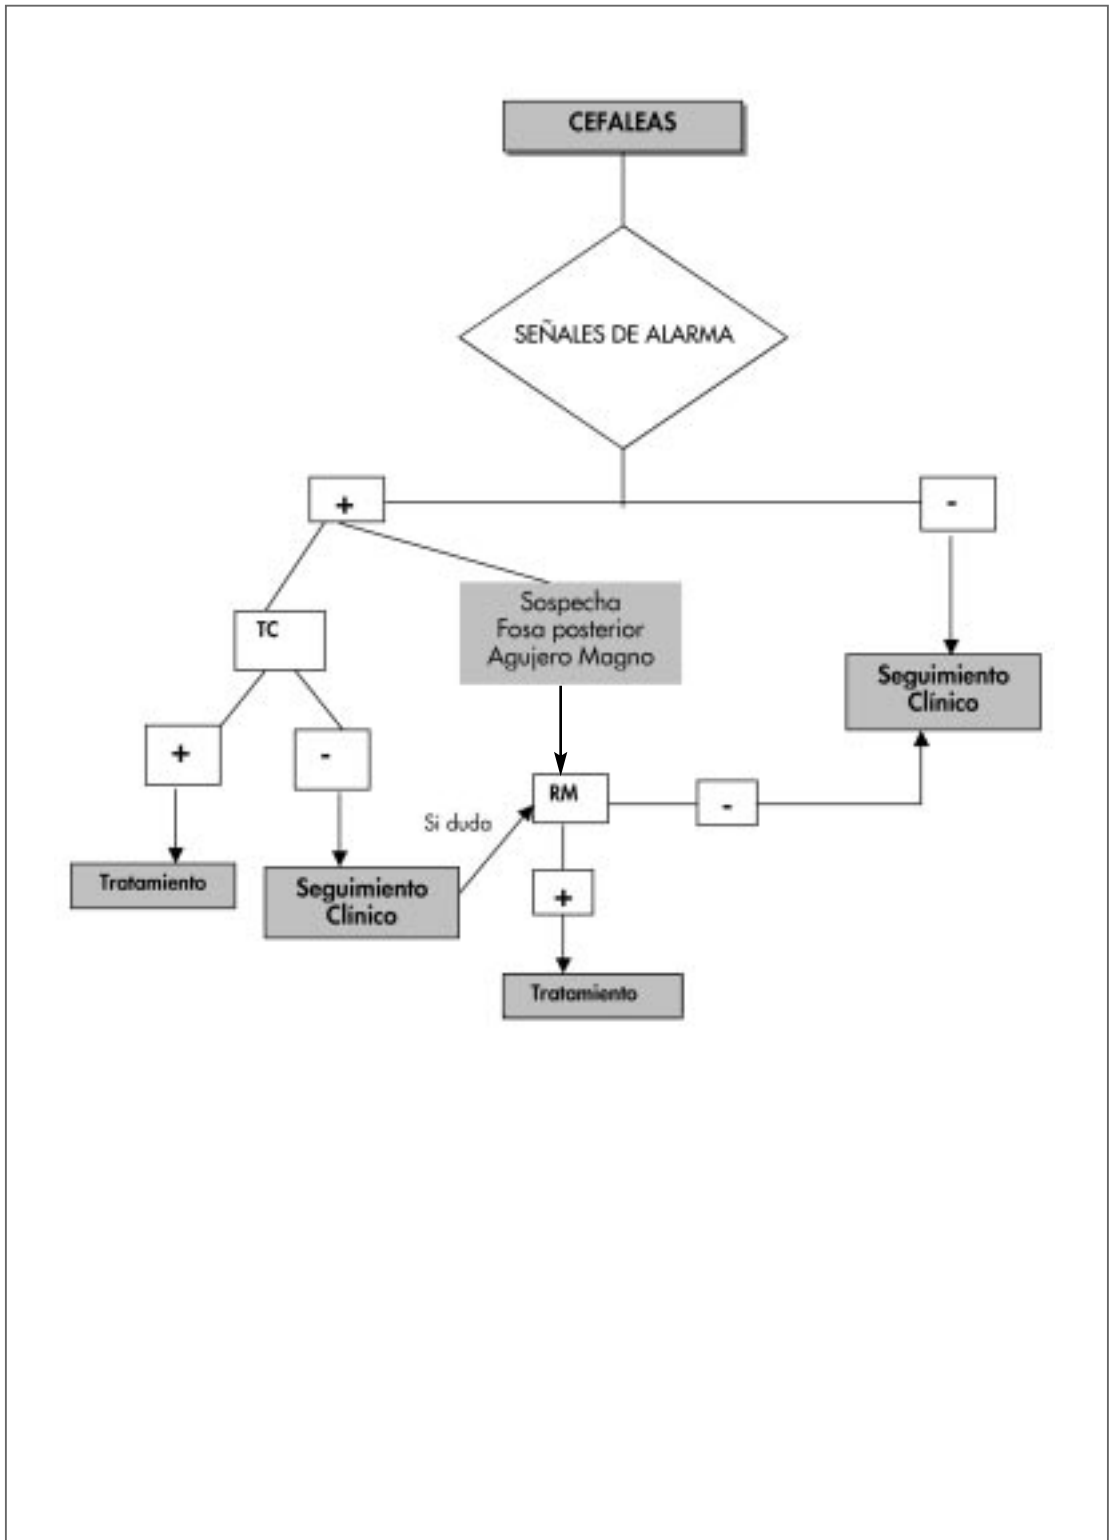 CEFALEAS
SEÑALES DE ALARMA
+
-
TC
Sospecha
Fosa posterior
Agujero Magno
Seguimiento
Clínico
+
-
RM
-
Si duda
Tratamiento
Seguimiento
Clínico
+
Tratamiento